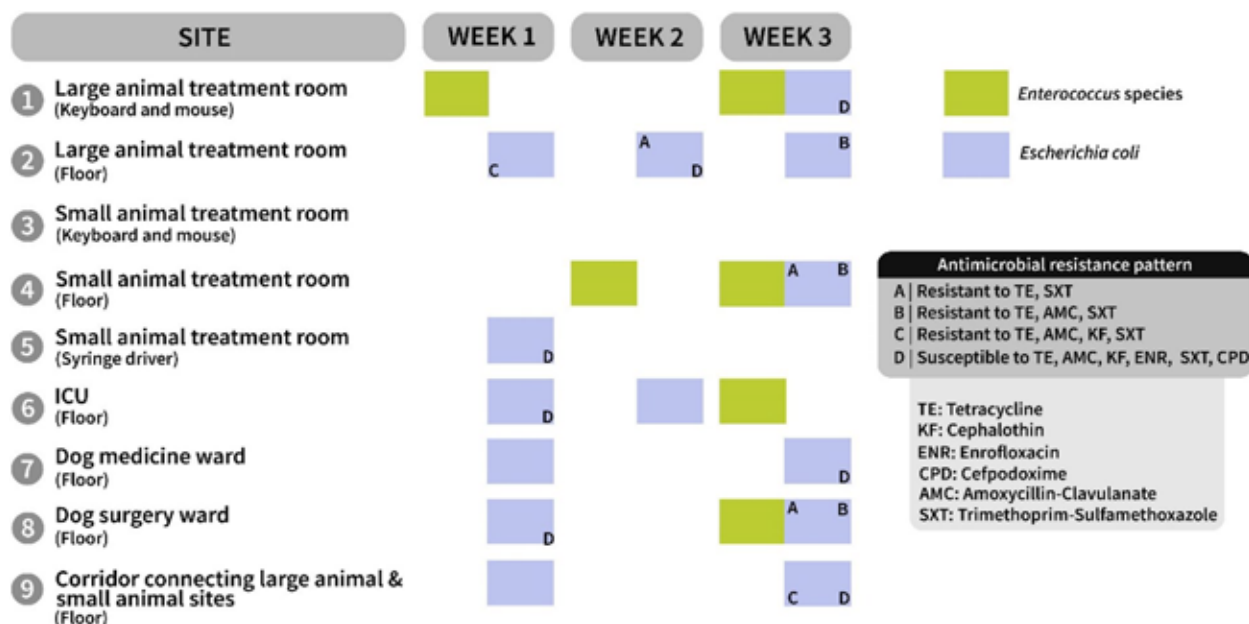 SITE WEEK 1 WEEK 2 WEEK 3
1 Large animal treatment room
(Keyboard and mouse)
D
Enterococcus species
2 Large animal treatment room
(Floor)
C
A
D
B
Escherichia coli
3 Small animal treatment room
(Keyboard and mouse)
4 Small animal treatment room
(Floor)
A B
5 Small animal treatment room
(Syringe driver)
D
6 ICU
(Floor)
D
7 Dog medicine ward
(Floor)
D
8 Dog surgery ward
(Floor)
D
A B
9 Corridor connecting large animal &
small animal sites
(Floor)
C D
Antimicrobial resistance pattern
A | Resistant to TE, SXT
B | Resistant to TE, AMC, SXT
C | Resistant to TE, AMC, KF, SXT
D | Susceptible to TE, AMC, KF, ENR, SXT, CPD
TE: Tetracycline
KF: Cephalothin
ENR: Enrofloxacin
CPD: Cefpodoxime
AMC: Amoxycillin-Clavulanate
SXT: Trimethoprim-Sulfamethoxazole